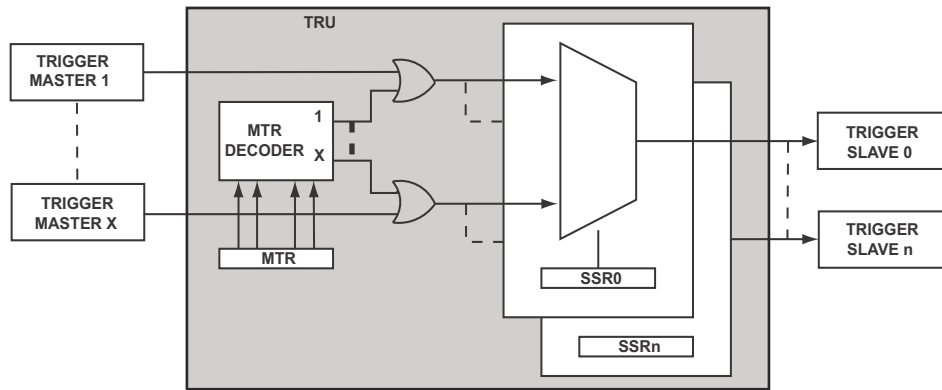 TRU
TRIGGER
MASTER 1
1
MTR
DECODER
X
TRIGGER
SLAVE 0
TRIGGER
MASTER X
TRIGGER
SLAVE n
MTR
SSR0
SSRn